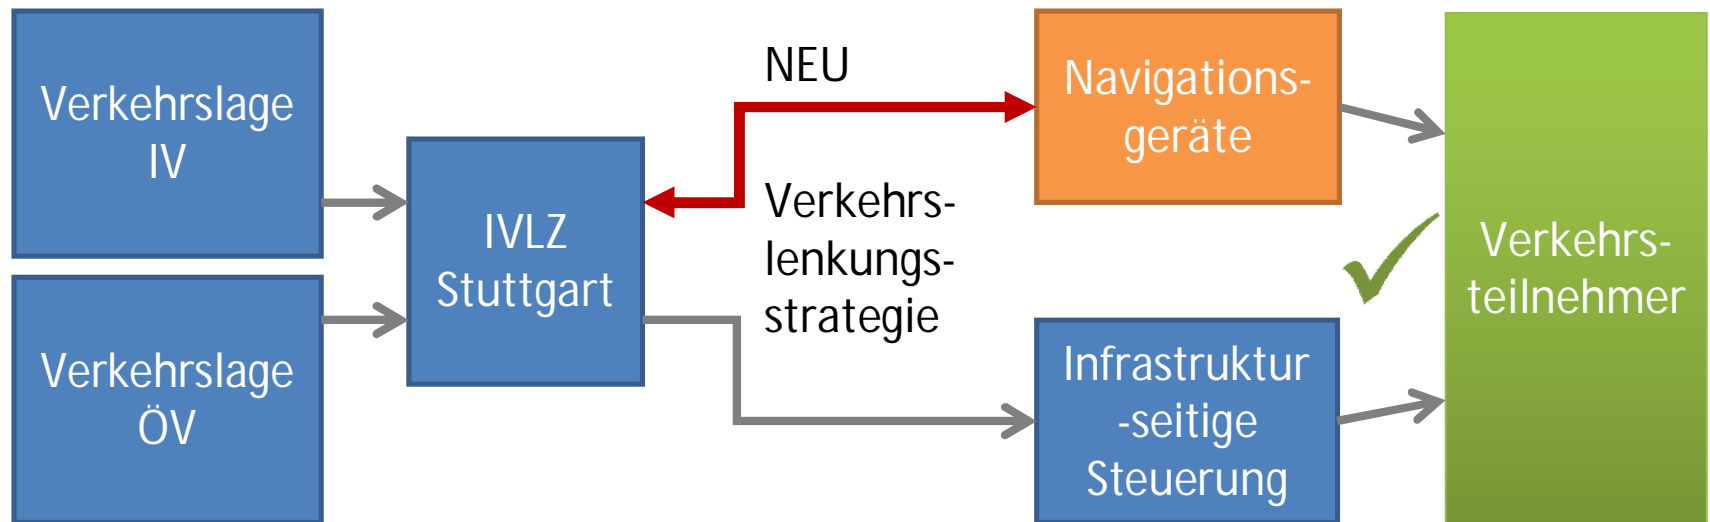 Verkehrslage
IV
Verkehrslage
ÖV
IVLZ
Stuttgart
NEU
Verkehrs-
lenkungs-
strategie
Navigations-
geräte
Infrastruktur
-seitige
Steuerung
Verkehrs-
teilnehmer